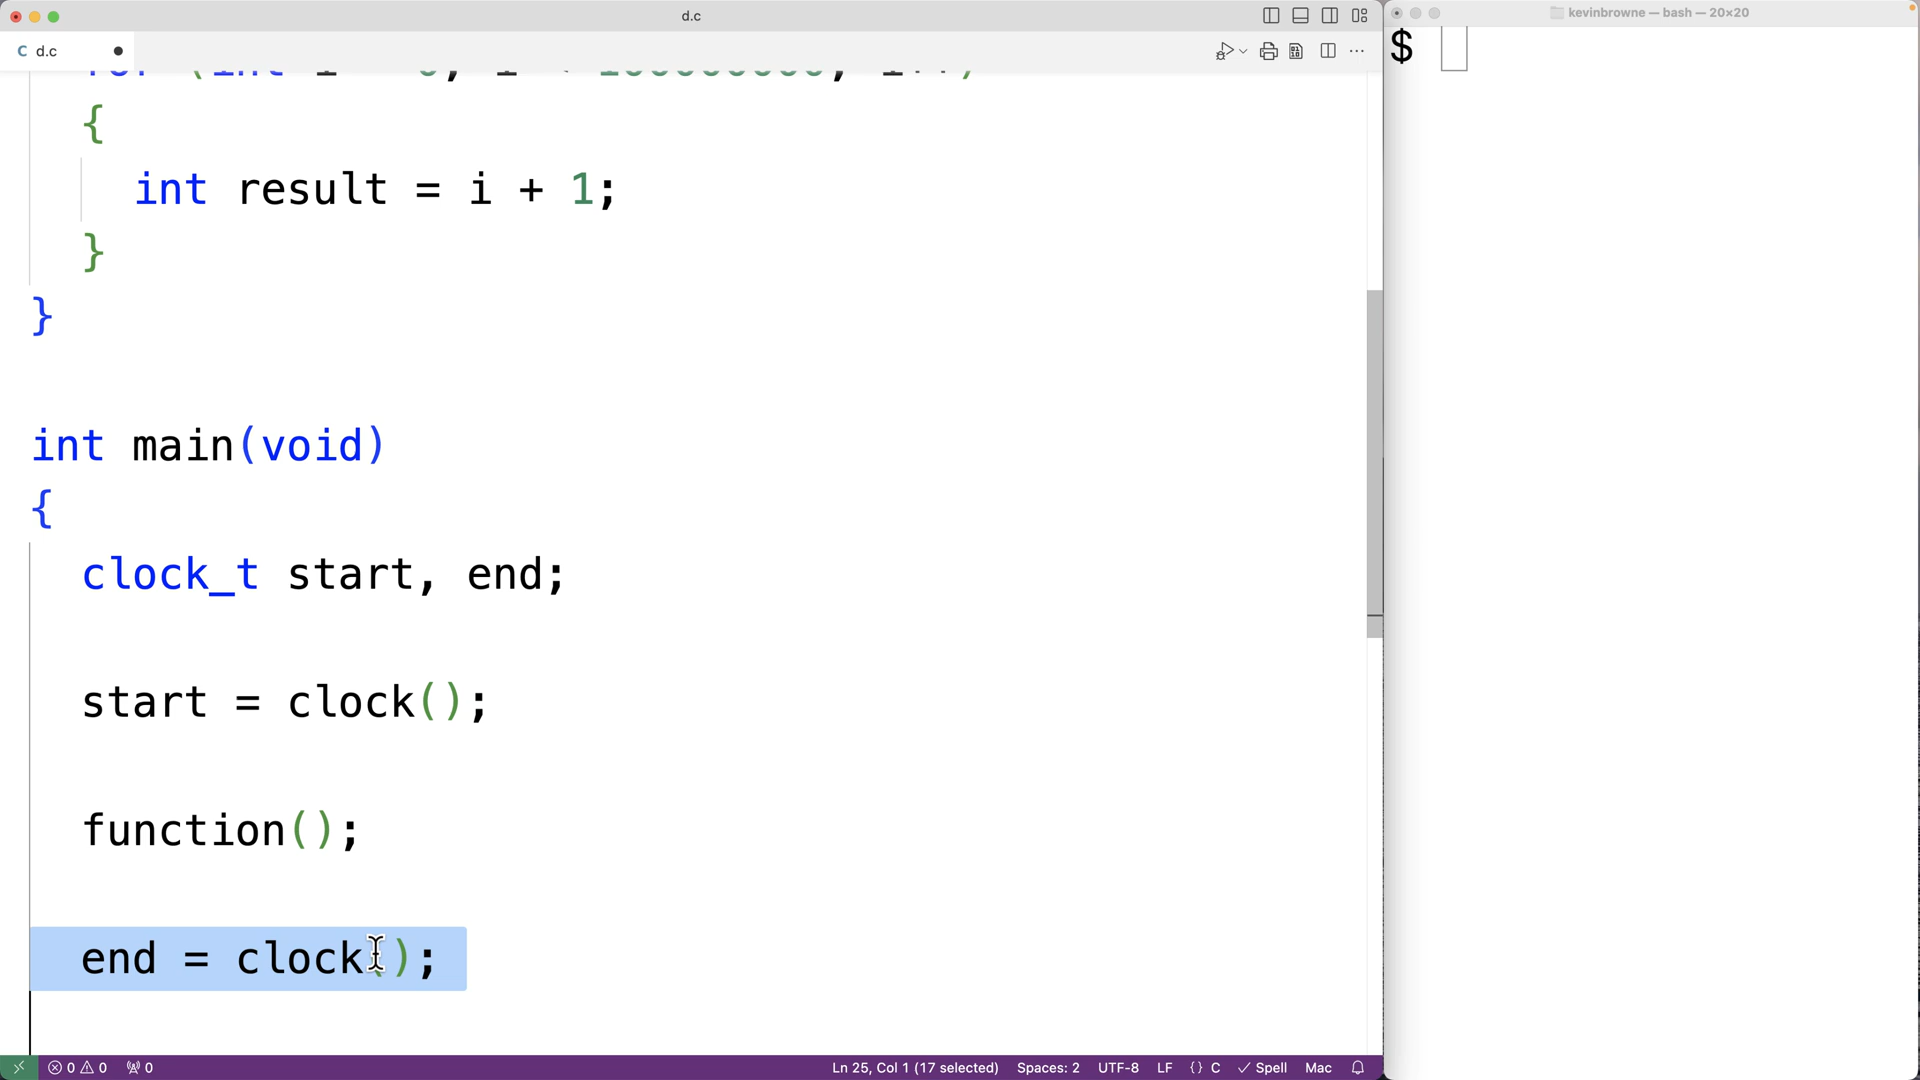 d.c
kevinbrowne — bash — 20×20
C d.c
$
{
int result = i + 1;
}
}
int main(void)
{
clock_t start, end;
start = clock();
function();
end = clock();
0 0 0
Ln 25, Col 1 (17 selected) Spaces: 2 UTF-8 LF {} C Spell Mac